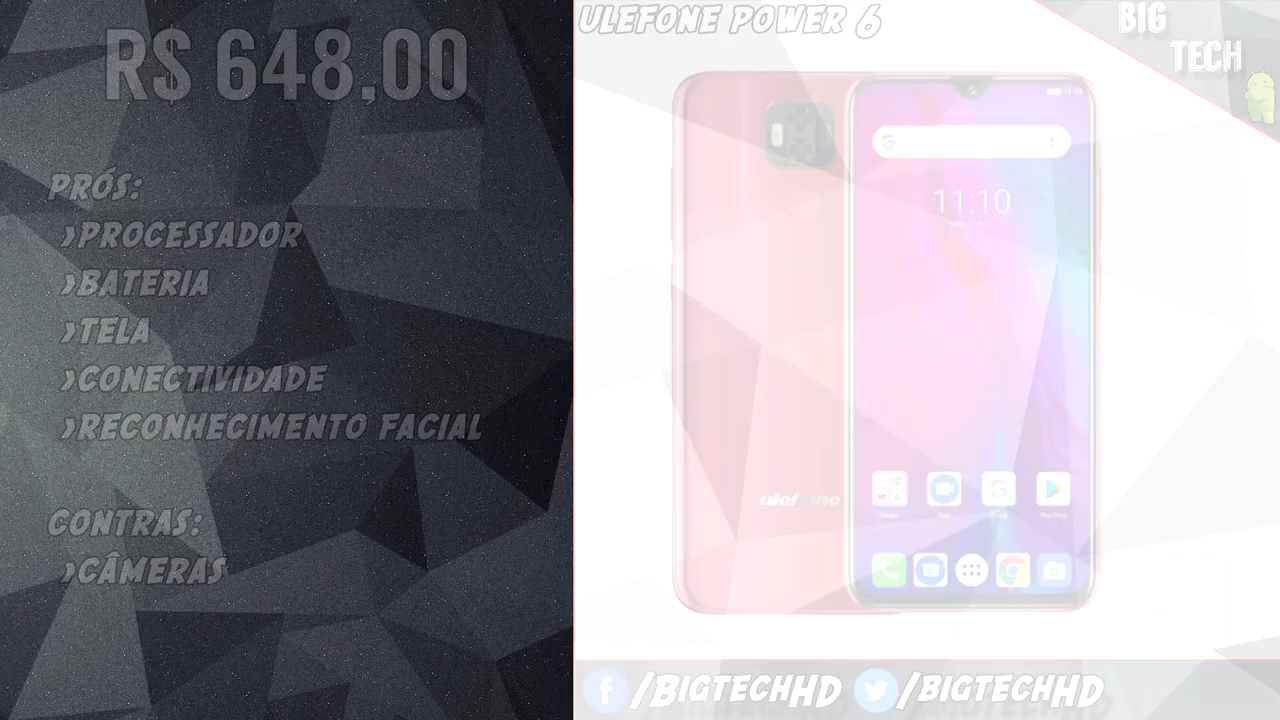 R$ 648,00
PRÓS:
›PROCESSADOR
›BATERIA
›TELA
›CONECTIVIDADE
›RECONHECIMENTO FACIAL
CONTRAS:
›CÂMERAS
ULEFONE POWER 6
BIG
TECH
11:10
ulefone
/BIGTECHHD
/BIGTECHHD